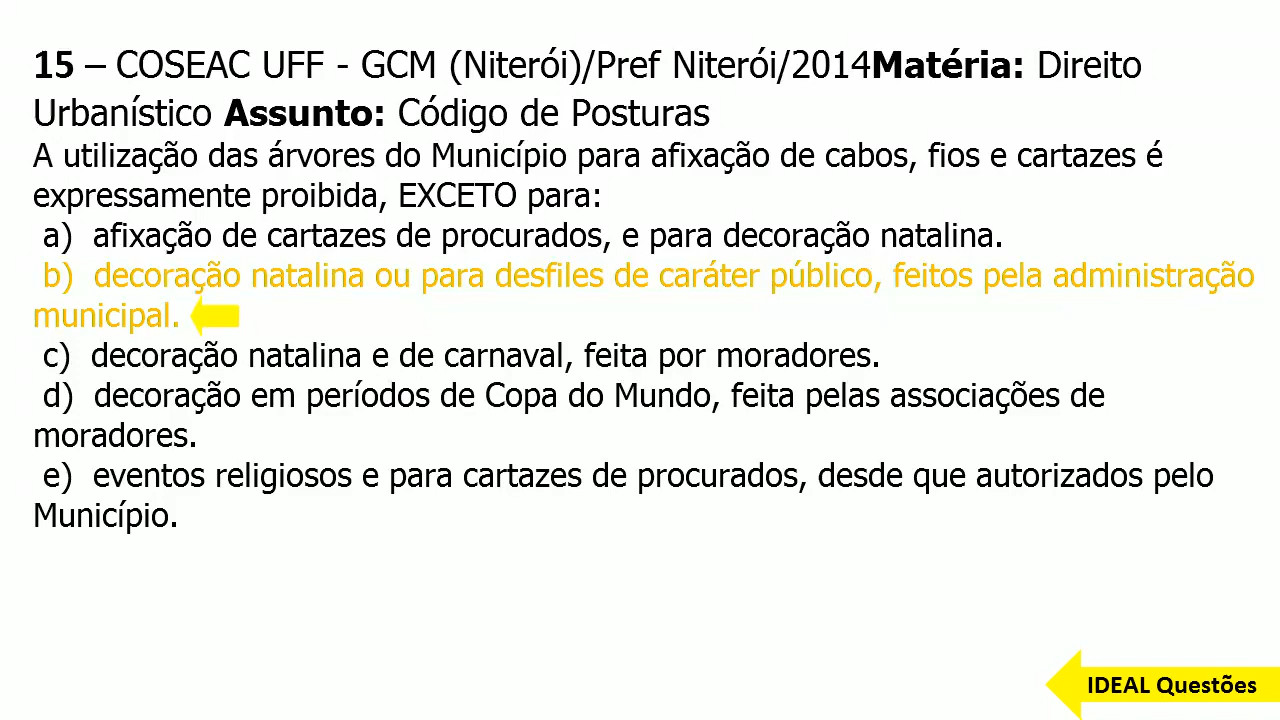 15 – COSEAC UFF - GCM (Niterói)/Pref Niterói/2014Matéria: Direito
Urbanístico Assunto: Código de Posturas
A utilização das árvores do Município para afixação de cabos, fios e cartazes é
expressamente proibida, EXCETO para:
a) afixação de cartazes de procurados, e para decoração natalina.
b) decoração natalina ou para desfiles de caráter público, feitos pela administração
municipal.
c) decoração natalina e de carnaval, feita por moradores.
d) decoração em períodos de Copa do Mundo, feita pelas associações de
moradores.
e) eventos religiosos e para cartazes de procurados, desde que autorizados pelo
Município.
IDEAL Questões